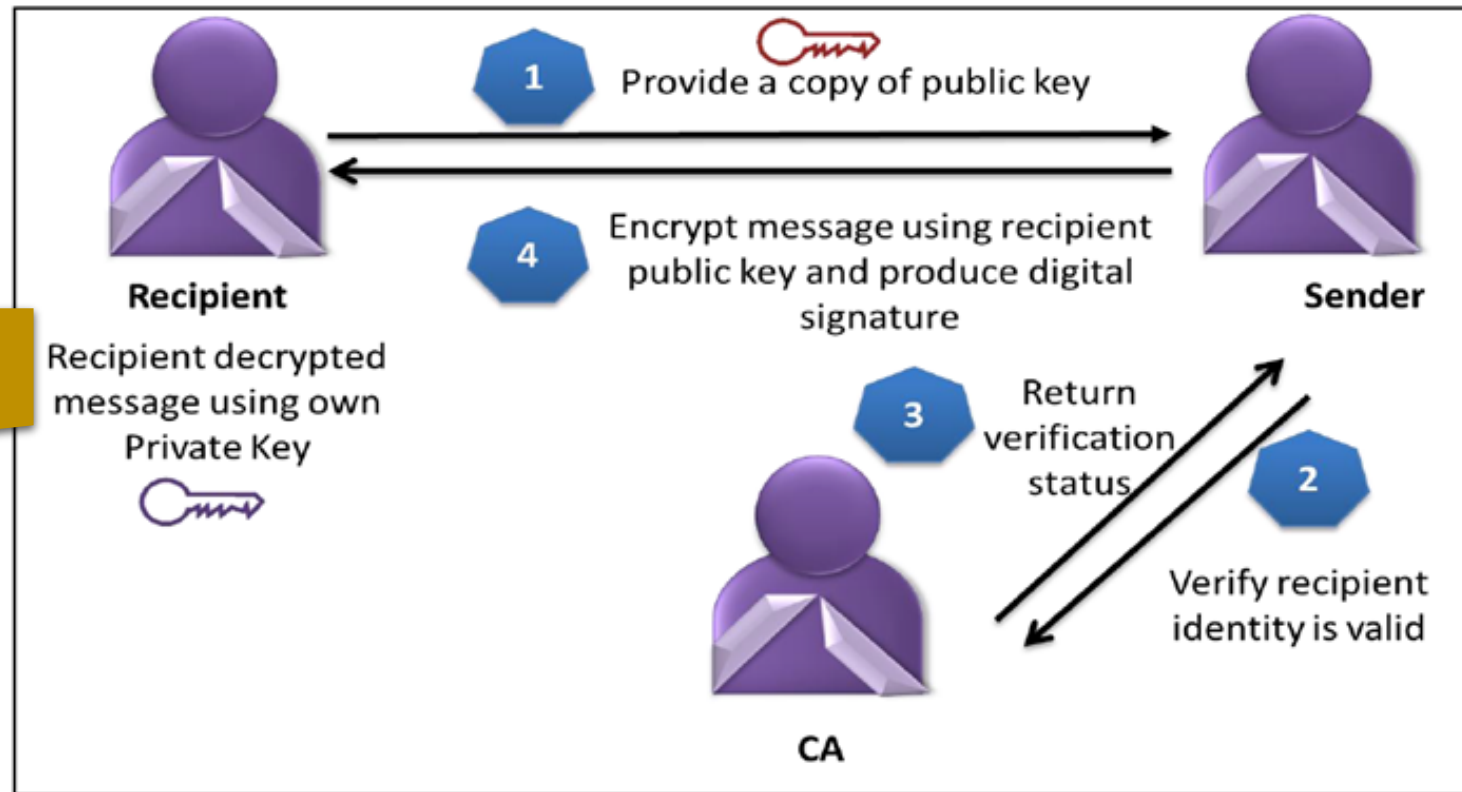 1
Provide a copy of public key
4
Encrypt message using recipient
public key and produce digital
signature
Recipient
Sender
Recipient decrypted
message using own
Private Key
3
Return
verification
status
2
Verify recipient
identity is valid
CA